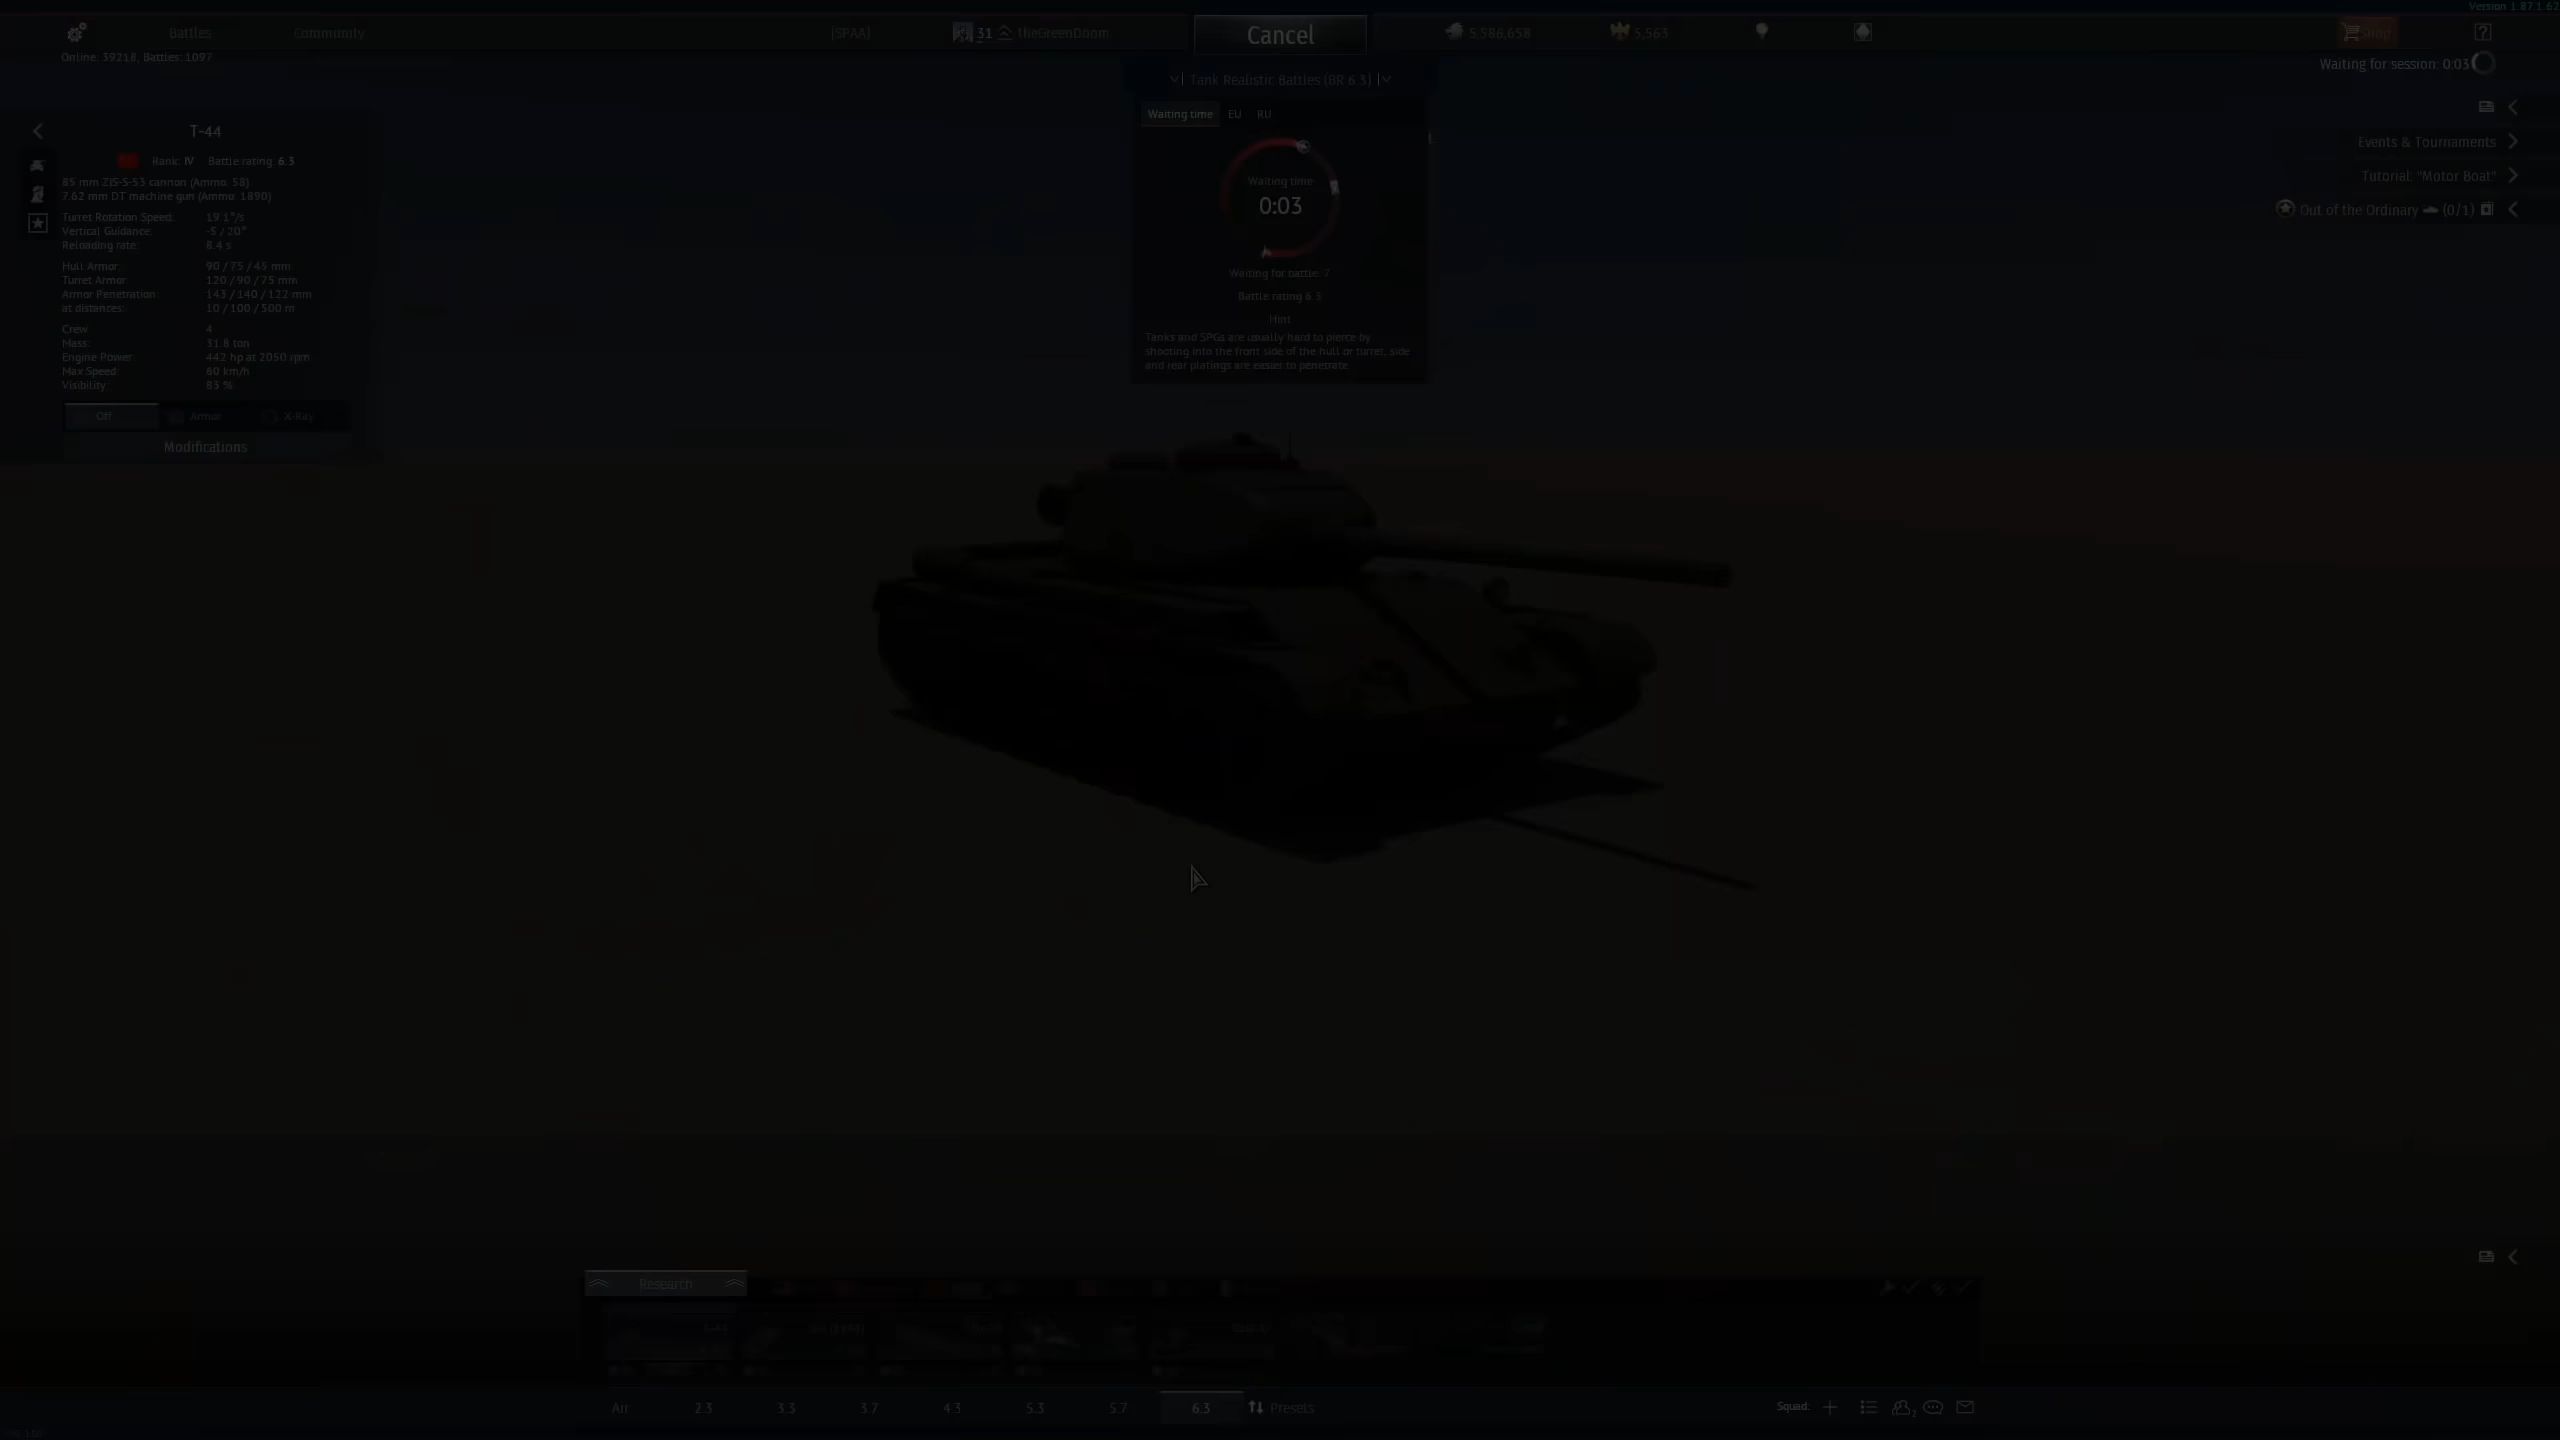 Version 1.87.1.62
Battles
Community
[SPAA]
31
theGreenDoom
Cancel
5,586,658
5,563
Shop
Online: 39218, Battles: 1097
Waiting for session: 0:03
Tank Realistic Battles (BR 6.3)
Waiting time
EU
RU
Waiting time
0:03
Waiting for battle: 7
Battle rating 6.3
Hint
Tanks and SPGs are usually hard to pierce by
shooting into the front side of the hull or turret, side
and rear platings are easier to penetrate.
T-44
Rank: IV Battle rating: 6.3
85 mm ZIS-S-53 cannon (Ammo: 58)
7.62 mm DT machine gun (Ammo: 1890)
Turret Rotation Speed: 19.1°/s
Vertical Guidance: -5 / 20°
Reloading rate: 8.4 s
Hull Armor: 90 / 75 / 45 mm
Turret Armor: 120 / 90 / 75 mm
Armor Penetration: 143 / 140 / 122 mm
at distances: 10 / 100 / 500 m
Crew 4
Mass: 31.8 ton
Engine Power: 442 hp at 2050 rpm
Max Speed: 60 km/h
Visibility: 83 %
Off
Armor
X-Ray
Modifications
Events & Tournaments
Tutorial: "Motor Boat"
Out of the Ordinary (0/1)
Research
Air
2.3
3.3
3.7
4.3
5.3
5.7
6.3
Presets
Squad:
2